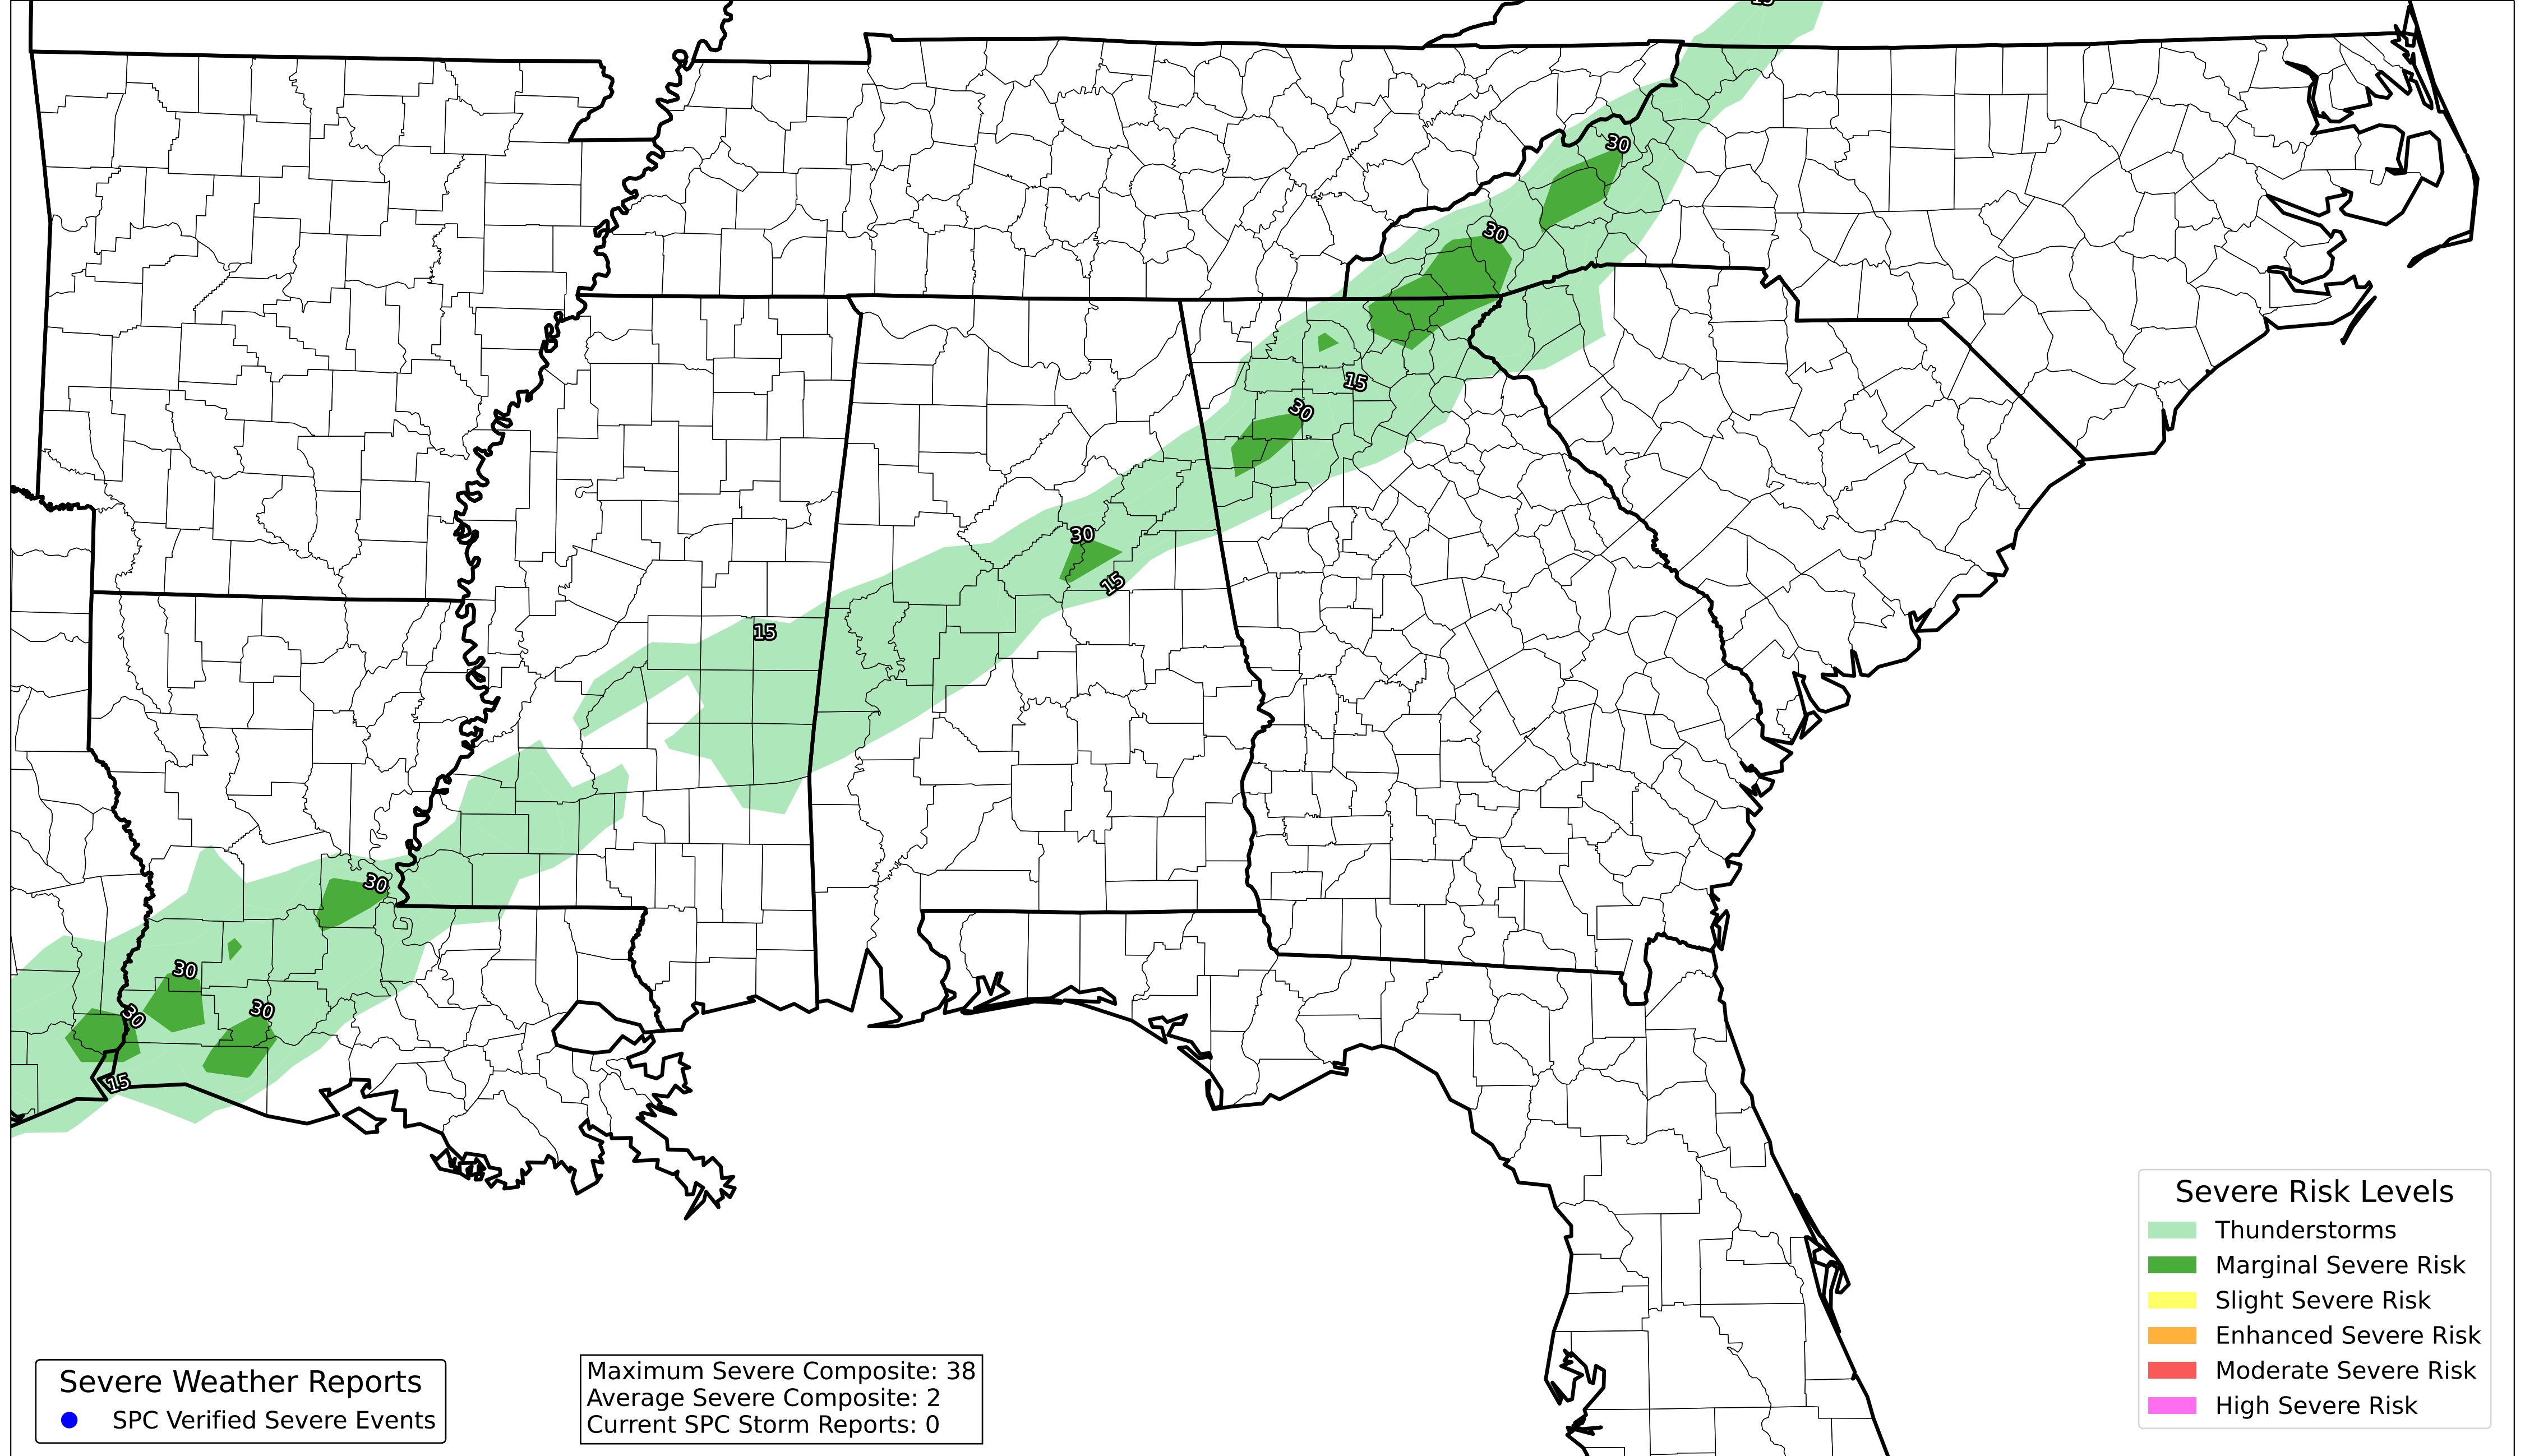 15
30
30
15
30
30
15
15
30
30
30
30
15
Severe Risk Levels
Thunderstorms
Marginal Severe Risk
Slight Severe Risk
Enhanced Severe Risk
Moderate Severe Risk
High Severe Risk
Severe Weather Reports
SPC Verified Severe Events
Maximum Severe Composite: 38
Average Severe Composite: 2
Current SPC Storm Reports: 0